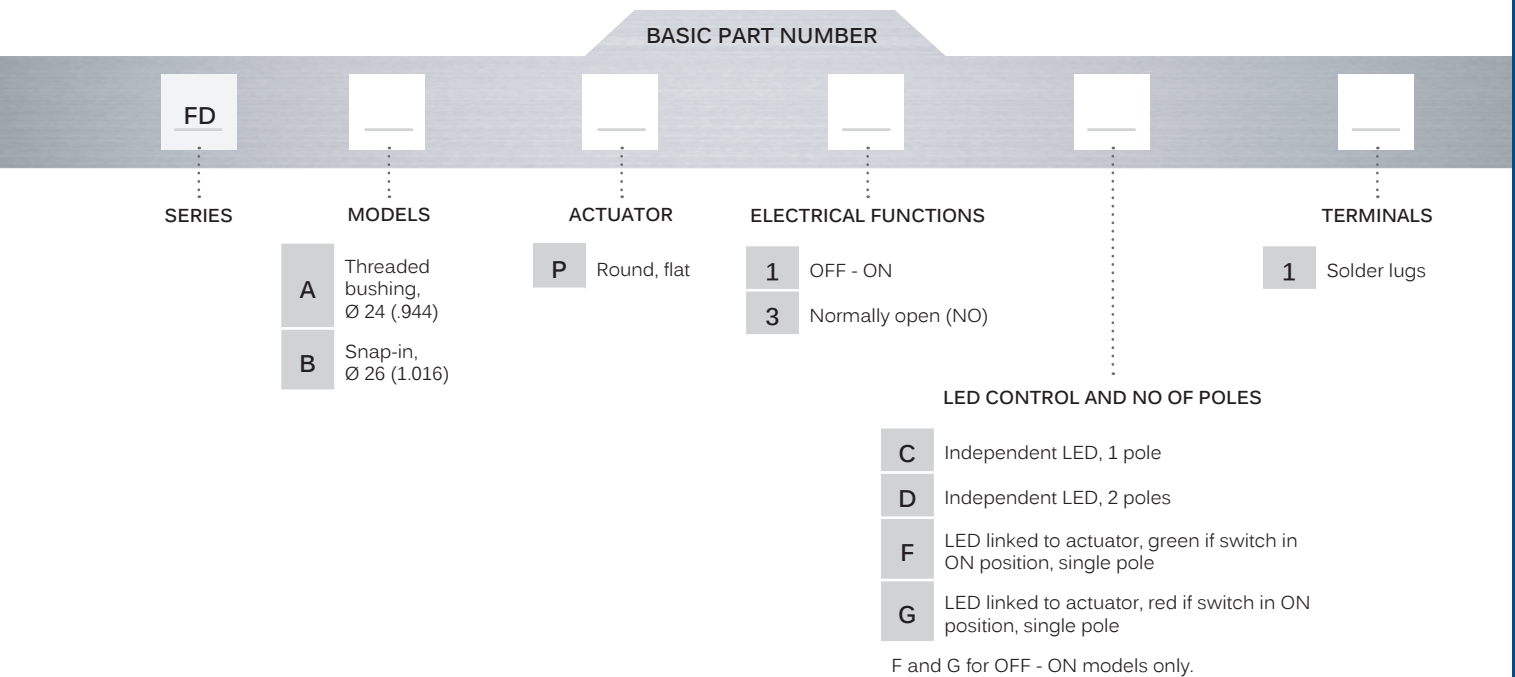 BASIC PART NUMBER
FD
SERIES
MODELS
A
Threaded
bushing,
Ø 24 (.944)
B
Snap-in,
Ø 26 (1.016)
ACTUATOR
P
Round, flat
ELECTRICAL FUNCTIONS
1
OFF - ON
3
Normally open (NO)
LED CONTROL AND NO OF POLES
C
Independent LED, 1 pole
D
Independent LED, 2 poles
F
LED linked to actuator, green if switch in
ON position, single pole
G
LED linked to actuator, red if switch in ON
position, single pole
F and G for OFF - ON models only.
TERMINALS
1
Solder lugs